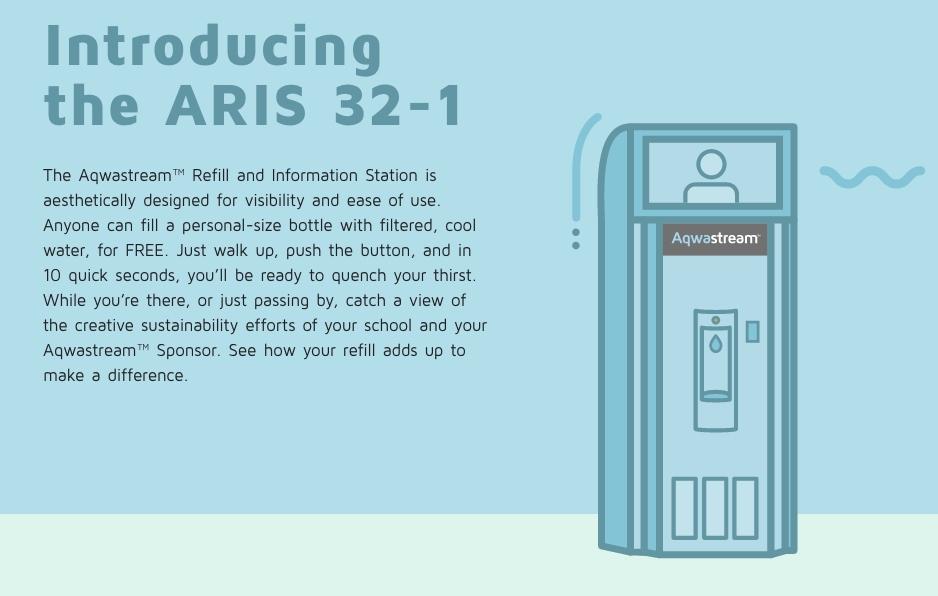 Introducing
the ARIS 32-1
The Aqwastream™ Refill and Information Station is
aesthetically designed for visibility and ease of use.
Anyone can fill a personal-size bottle with filtered, cool
water, for FREE. Just walk up, push the button, and in
10 quick seconds, you’ll be ready to quench your thirst.
While you’re there, or just passing by, catch a view of
the creative sustainability efforts of your school and your
Aqwastream™ Sponsor. See how your refill adds up to
make a difference.
Aqwastream™